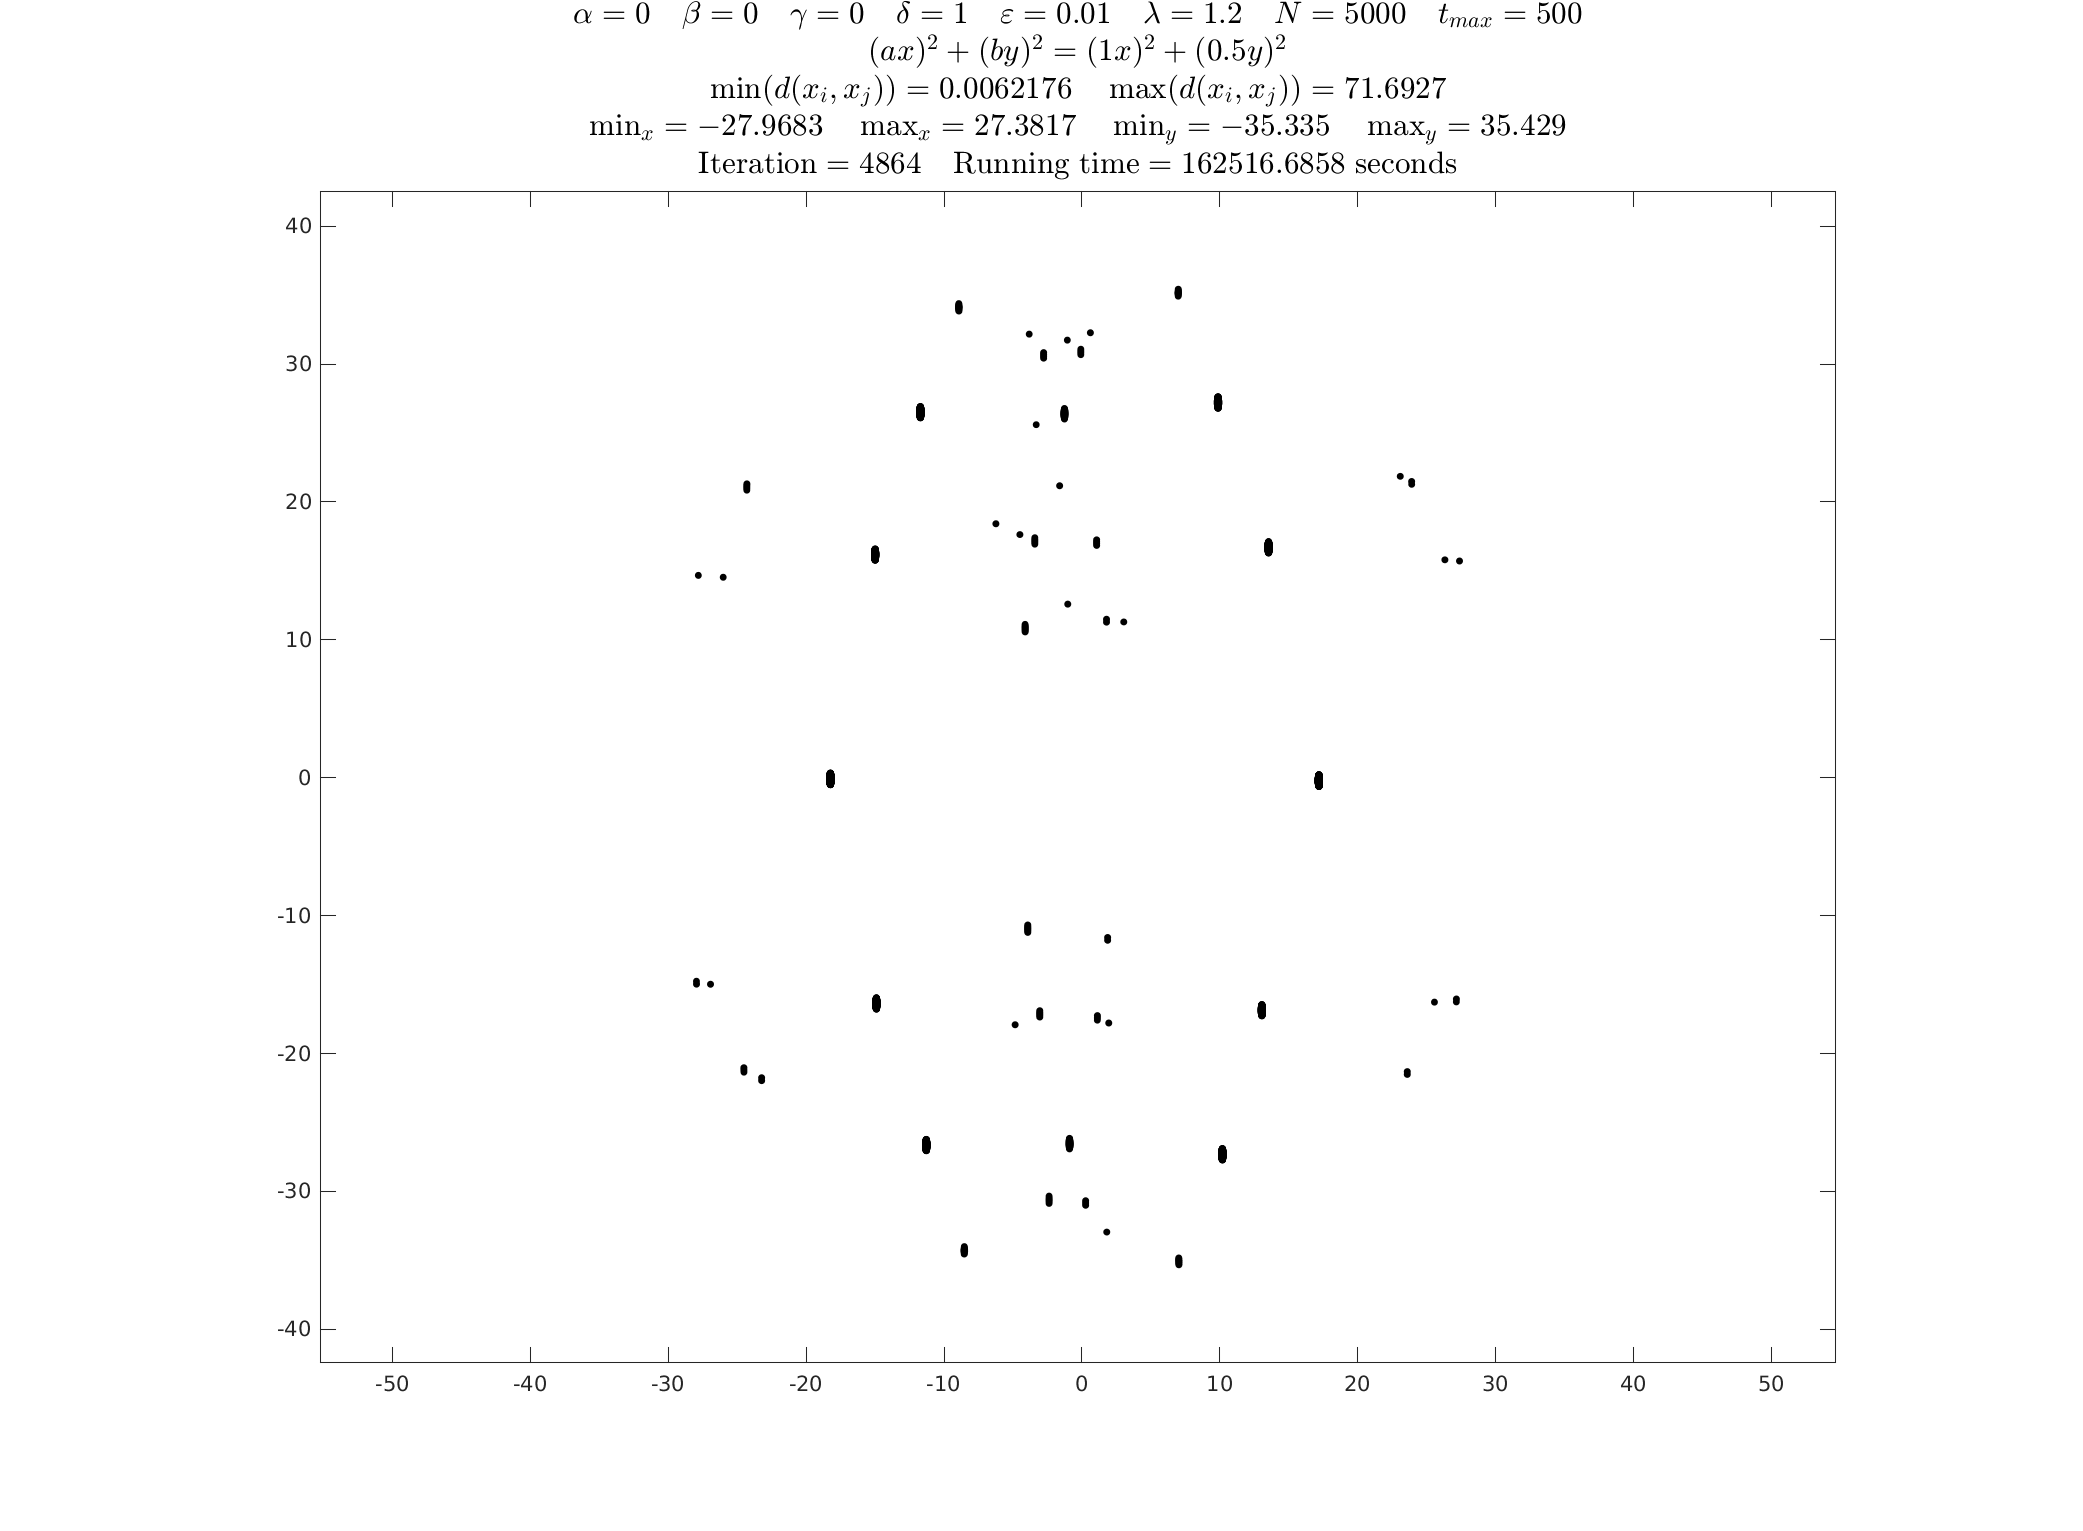 α = 0 β = 0 γ = 0 δ = 1 ε = 0.01 λ = 1.2 N = 5000 t_max = 500
(ax)² + (by)² = (1x)² + (0.5y)²
min(d(x_i, x_j)) = 0.0062176 max(d(x_i, x_j)) = 71.6927
min_x = −27.9683 max_x = 27.3817 min_y = −35.335 max_y = 35.429
Iteration = 4864 Running time = 162516.6858 seconds
40
30
20
10
0
-10
-20
-30
-40
-50 -40 -30 -20 -10 0 10 20 30 40 50